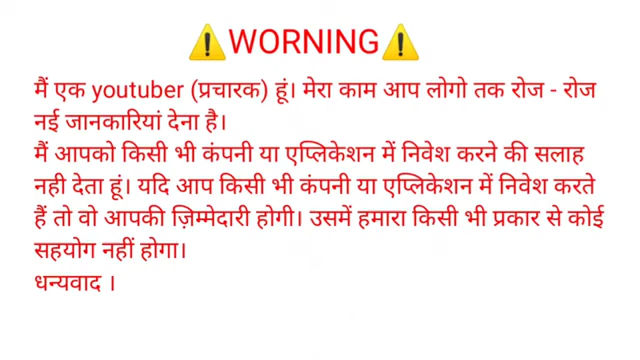 ⚠️WORNING⚠️
मैं एक youtuber (प्रचारक) हूं। मेरा काम आप लोगो तक रोज - रोज
नई जानकारियां देना है।
मैं आपको किसी भी कंपनी या एप्लिकेशन में निवेश करने की सलाह
नही देता हूं। यदि आप किसी भी कंपनी या एप्लिकेशन में निवेश करते
हैं तो वो आपकी ज़िम्मेदारी होगी। उसमें हमारा किसी भी प्रकार से कोई
सहयोग नहीं होगा।
धन्यवाद ।